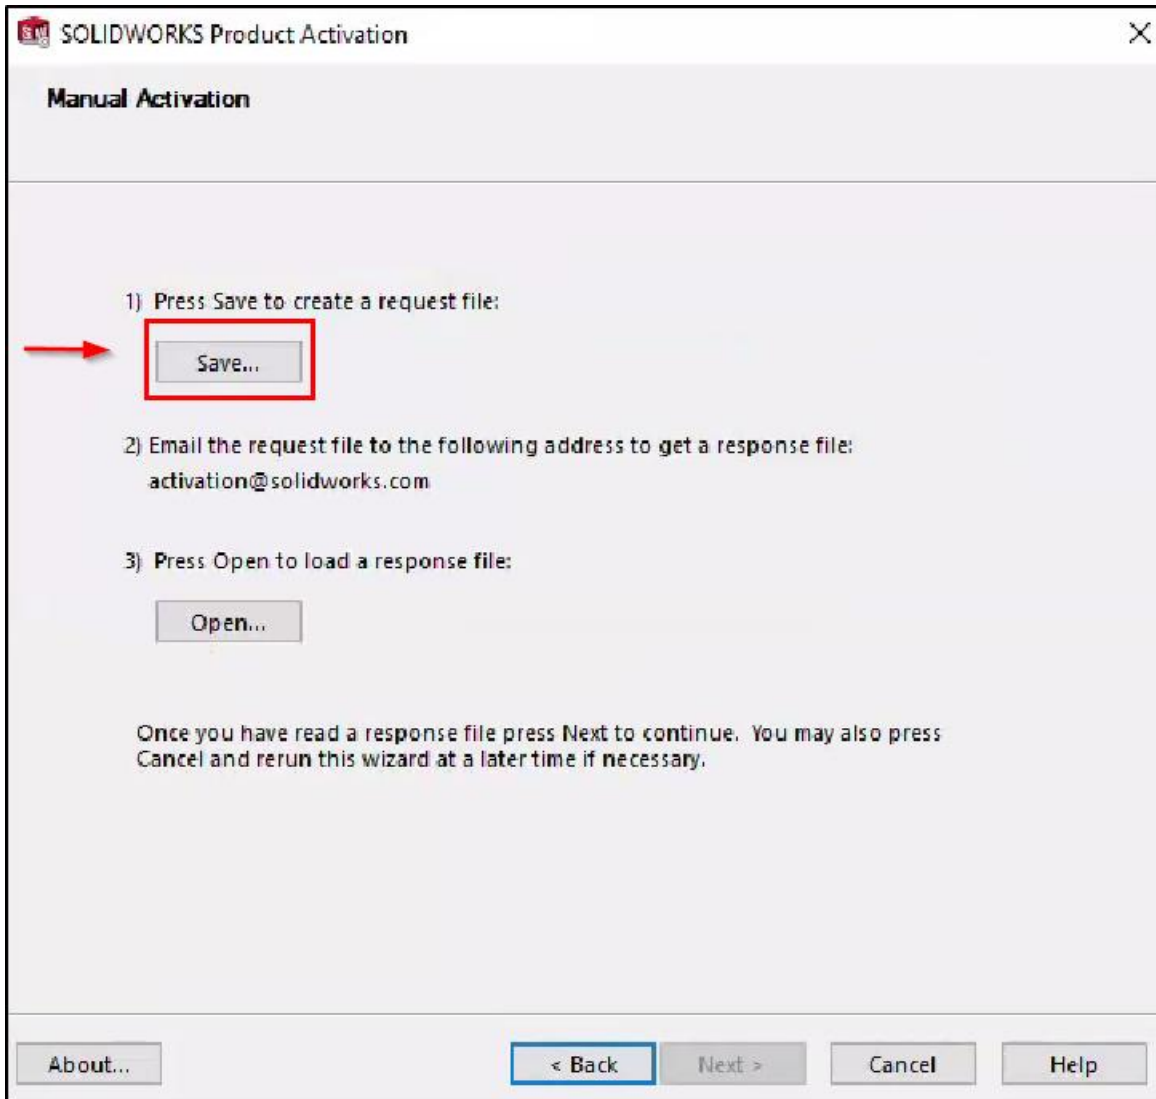 SOLIDWORKS Product Activation
Manual Activation
1) Press Save to create a request file:
Save...
2) Email the request file to the following address to get a response file:
activation@solidworks.com
3) Press Open to load a response file:
Open...
Once you have read a response file press Next to continue. You may also press
Cancel and rerun this wizard at a later time if necessary.
About...
< Back
Next >
Cancel
Help